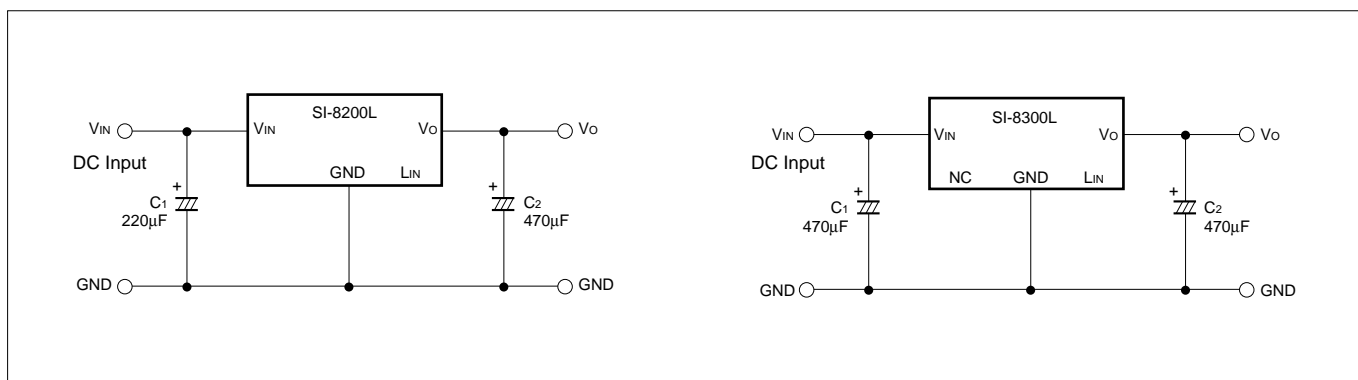 SI-8200L
VIN
VIN
VO
VO
DC Input
GND
LIN
C1
220μF
+
C2
470μF
+
GND
GND
SI-8300L
VIN
VIN
VO
VO
DC Input
NC
GND
LIN
C1
470μF
+
C2
470μF
+
GND
GND